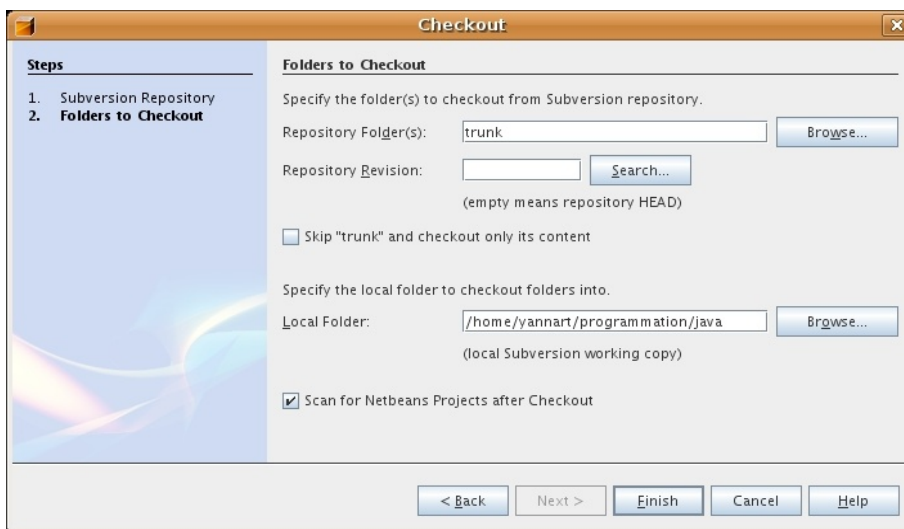 Checkout
Steps
1. Subversion Repository
2. Folders to Checkout
Folders to Checkout
Specify the folder(s) to checkout from Subversion repository.
Repository Folder(s): trunk Browse...
Repository Revision: Search...
(empty means repository HEAD)
Skip "trunk" and checkout only its content
Specify the local folder to checkout folders into.
Local Folder: /home/yannart/programmation/java Browse...
(local Subversion working copy)
Scan for Netbeans Projects after Checkout
< Back Next > Finish Cancel Help